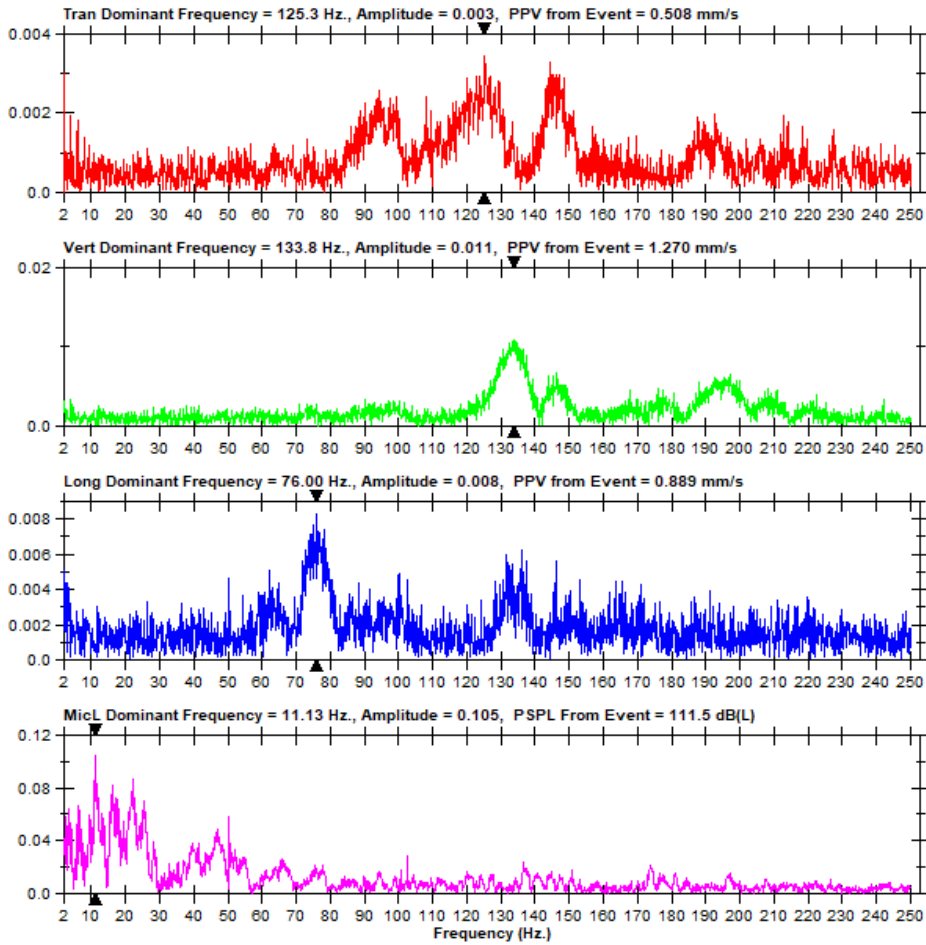 Tran Dominant Frequency = 125.3 Hz., Amplitude = 0.003, PPV from Event = 0.508 mm/s
0.004
0.002
0.0
2 10 20 30 40 50 60 70 80 90 100 110 120 130 140 150 160 170 180 190 200 210 220 230 240 250
Vert Dominant Frequency = 133.8 Hz., Amplitude = 0.011, PPV from Event = 1.270 mm/s
0.02
0.0
2 10 20 30 40 50 60 70 80 90 100 110 120 130 140 150 160 170 180 190 200 210 220 230 240 250
Long Dominant Frequency = 76.00 Hz., Amplitude = 0.008, PPV from Event = 0.889 mm/s
0.008
0.006
0.004
0.002
0.0
2 10 20 30 40 50 60 70 80 90 100 110 120 130 140 150 160 170 180 190 200 210 220 230 240 250
MicL Dominant Frequency = 11.13 Hz., Amplitude = 0.105, PSPL From Event = 111.5 dB(L)
0.12
0.08
0.04
0.0
2 10 20 30 40 50 60 70 80 90 100 110 120 130 140 150 160 170 180 190 200 210 220 230 240 250
Frequency (Hz.)